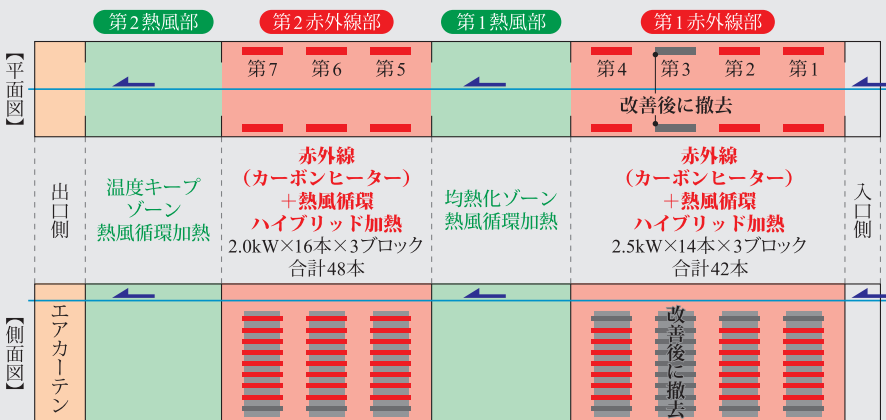 第2熱風部
第2赤外線部
第1熱風部
第1赤外線部
【平面図】
第7
第6
第5
第4
第3
第2
第1
改善後に撤去
出口側
温度キープ
ゾーン
熱風循環加熱
赤外線
(カーボンヒーター)
+熱風循環
ハイブリッド加熱
2.0kW×16本×3ブロック
合計48本
均熱化ゾーン
熱風循環加熱
赤外線
(カーボンヒーター)
+熱風循環
ハイブリッド加熱
2.5kW×14本×3ブロック
合計42本
入口側
【側面図】
エアカーテン
改善後に撤去